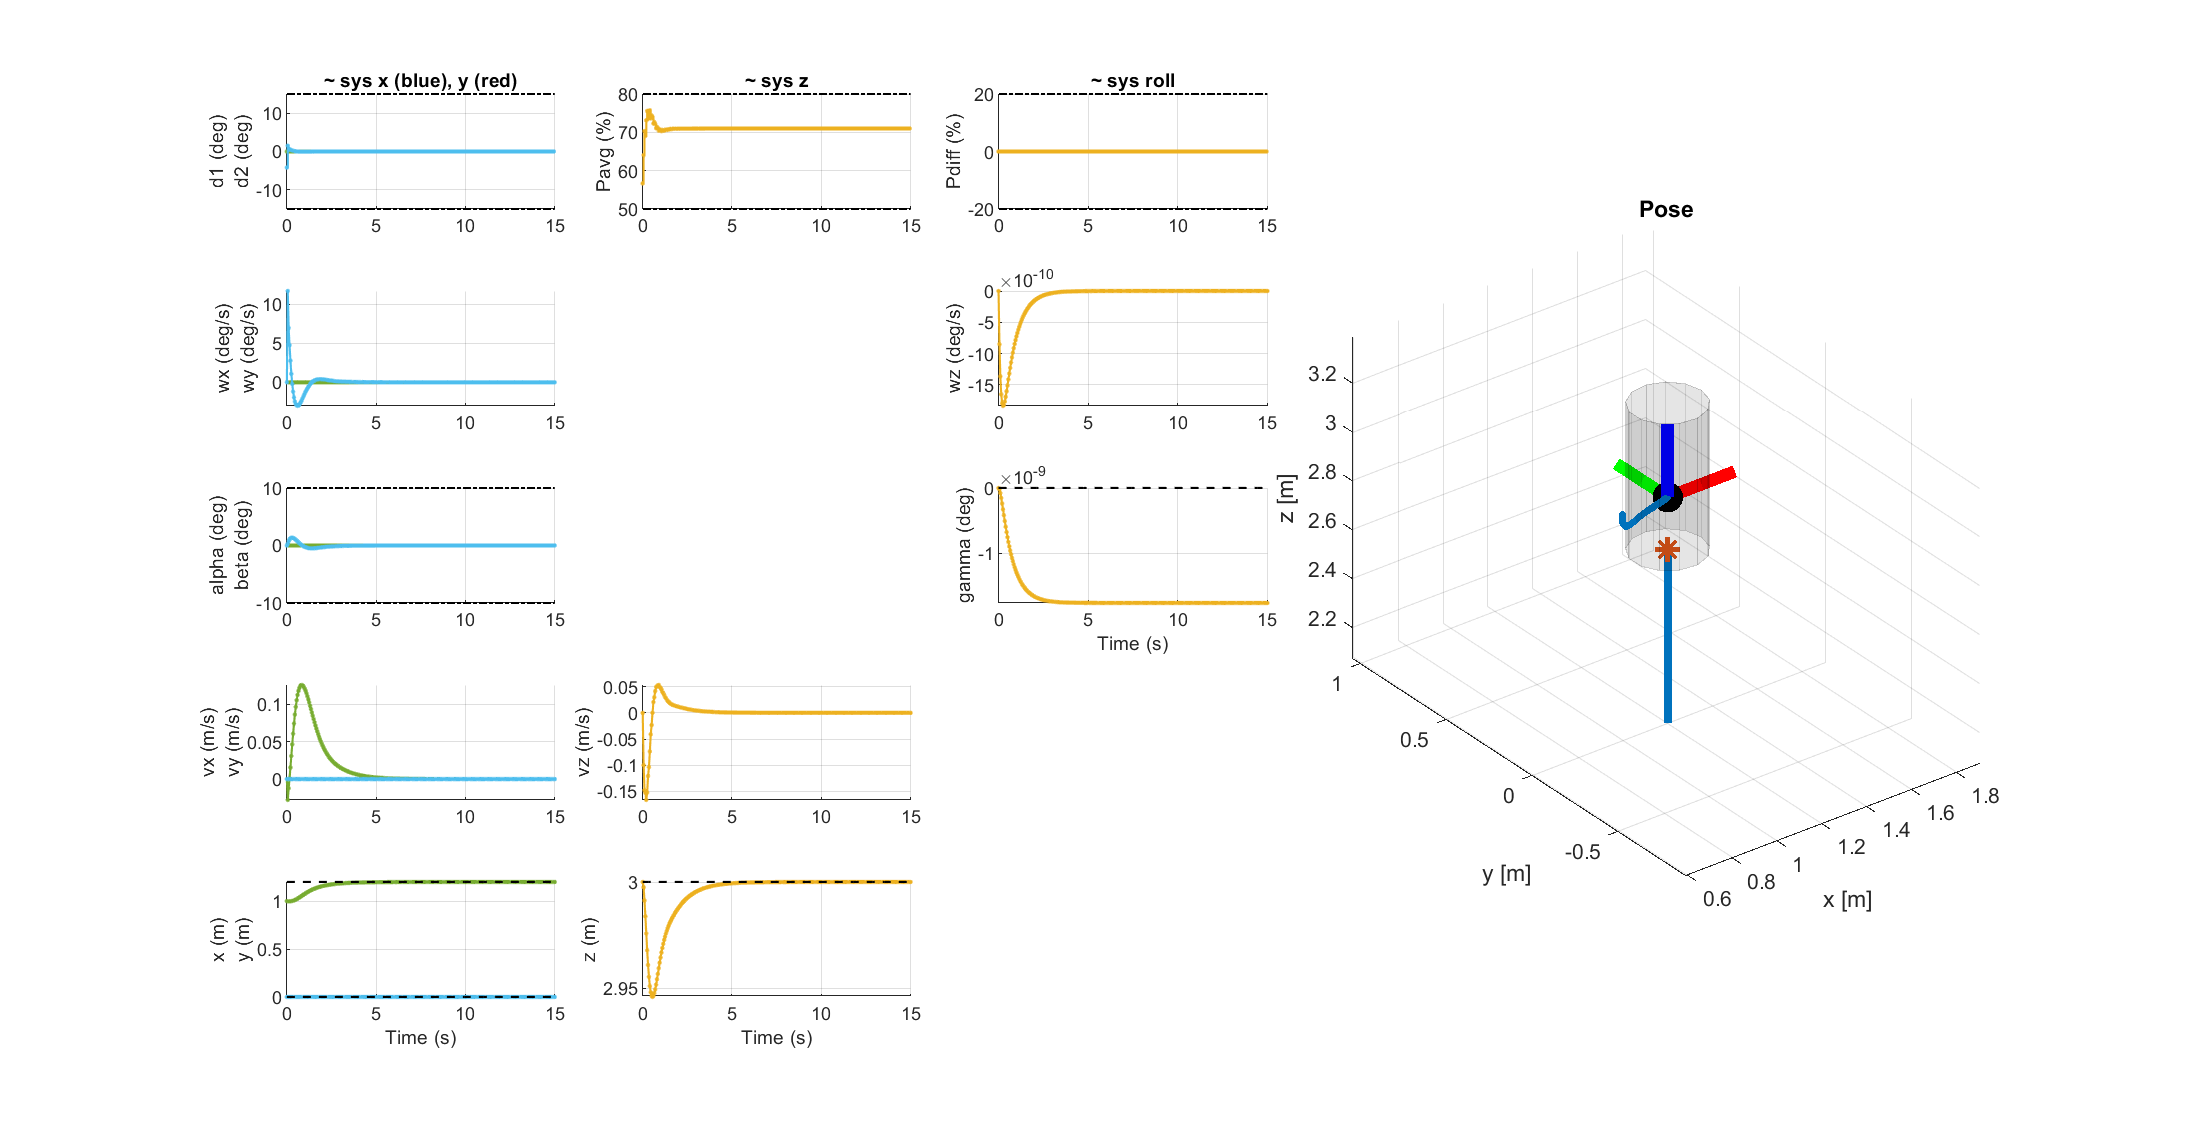 ~ sys x (blue), y (red)
~ sys z
~ sys roll
d1 (deg)
d2 (deg)
10
0
-10
0 5 10 15
Pavg (%)
80
70
60
50
0 5 10 15
Pdiff (%)
20
0
-20
0 5 10 15
wx (deg/s)
wy (deg/s)
10
5
0
0 5 10 15
wz (deg/s)
×10-10
0
-5
-10
-15
0 5 10 15
alpha (deg)
beta (deg)
10
0
-10
0 5 10 15
gamma (deg)
×10-9
0
-1
0 5 10 15
Time (s)
vx (m/s)
vy (m/s)
0.1
0.05
0
0 5 10 15
vz (m/s)
0.05
0
-0.05
-0.1
-0.15
0 5 10 15
x (m)
y (m)
1
0.5
0
0 5 10 15
Time (s)
z (m)
3
2.95
0 5 10 15
Time (s)
Pose
z [m]
3.2
3
2.8
2.6
2.4
2.2
1
0.5
0
-0.5
y [m]
0.6
0.8
1
1.2
1.4
1.6
1.8
x [m]